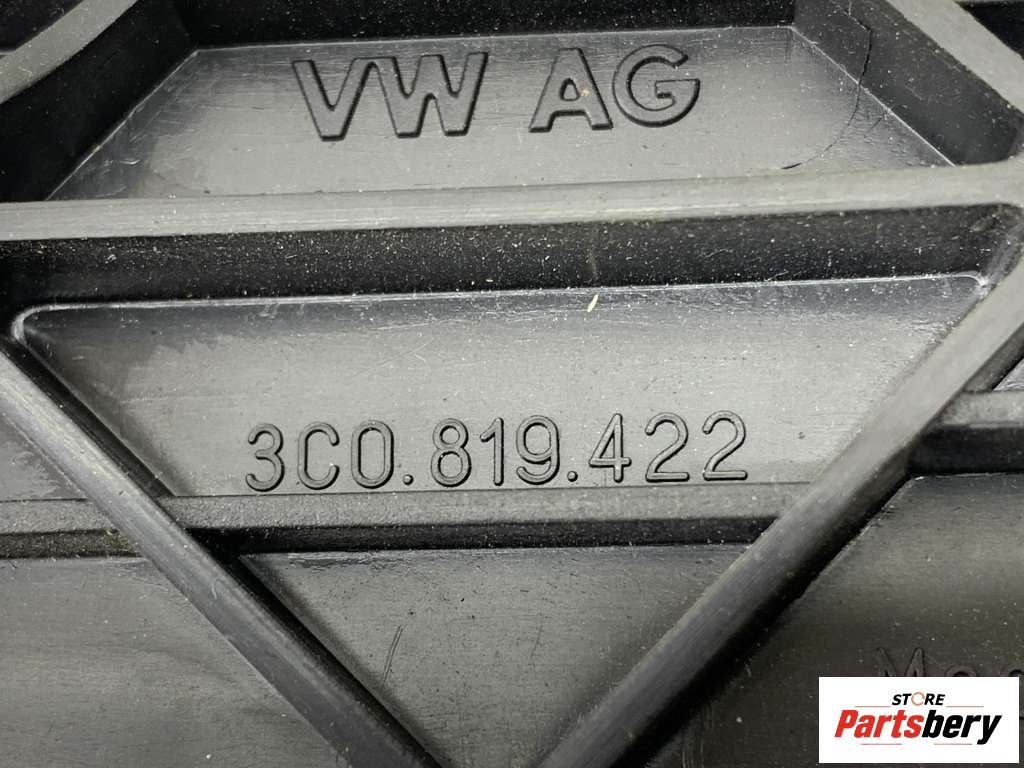 VW AG
3C0.819.422
STORE
Partsbery